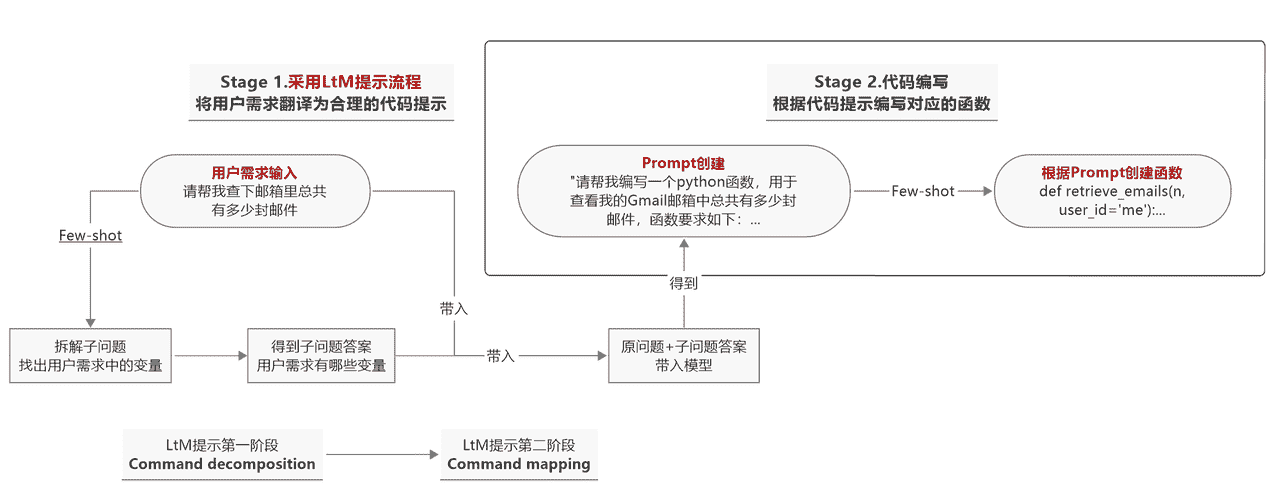 Stage 1.采用LtM提示流程
将用户需求翻译为合理的代码提示
Stage 2.代码编写
根据代码提示编写对应的函数
用户需求输入
请帮我查下邮箱里总共
有多少封邮件
Prompt创建
"请帮我编写一个python函数，用于
查看我的Gmail邮箱中总共有多少封
邮件，函数要求如下：...
Few-shot
根据Prompt创建函数
def retrieve_emails(n,
user_id='me'):...
Few-shot
得到
带入
拆解子问题
找出用户需求中的变量
得到子问题答案
用户需求有哪些变量
带入
原问题+子问题答案
带入模型
LtM提示第一阶段
Command decomposition
LtM提示第二阶段
Command mapping